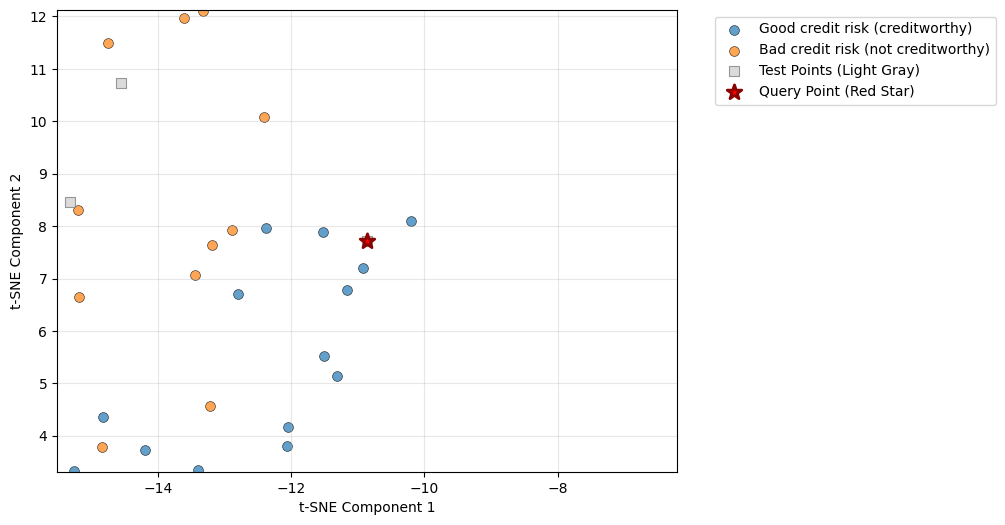 Good credit risk (creditworthy)
Bad credit risk (not creditworthy)
Test Points (Light Gray)
Query Point (Red Star)
12
11
10
9
8
7
6
5
4
t-SNE Component 2
−14
−12
−10
−8
t-SNE Component 1